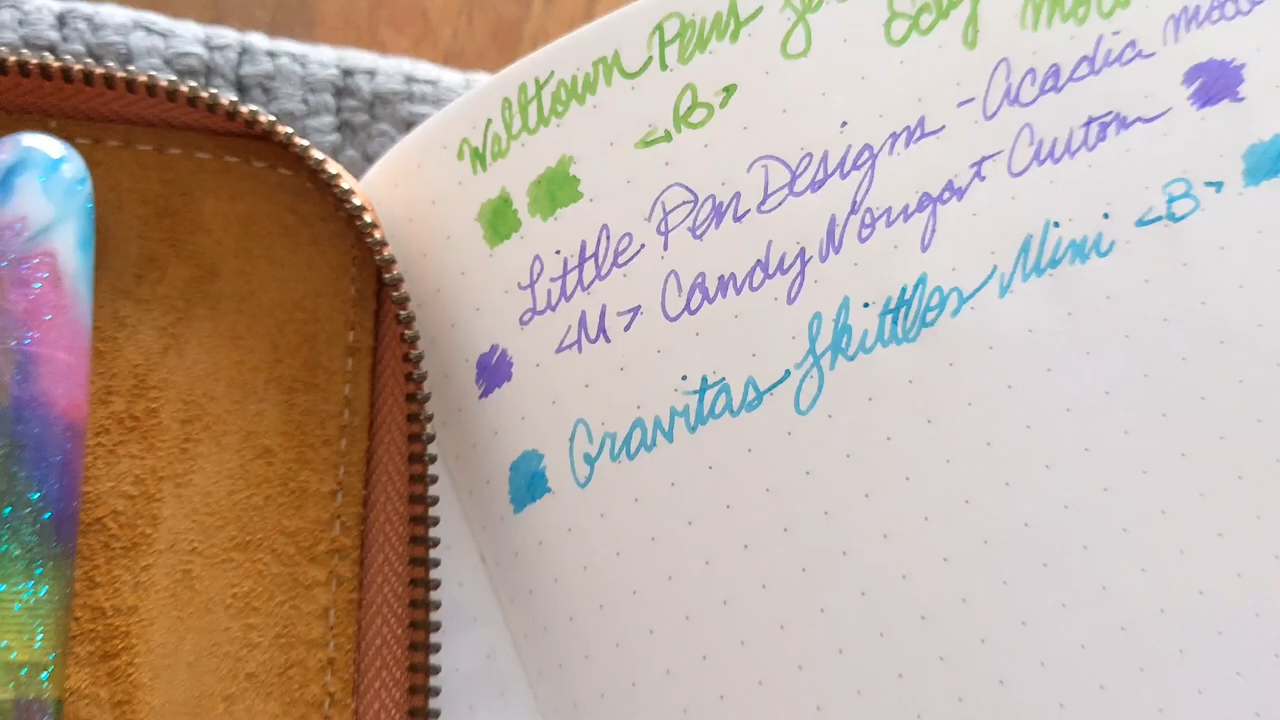 Walltown Pens
<B>
Little Pen Designs - Acadia
<M> Candy Nougat Custom
Gravitas Skittles Mini <B>